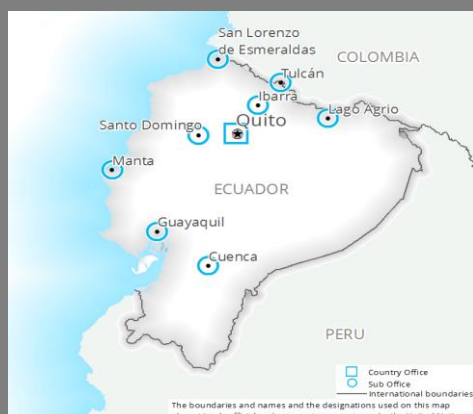 San Lorenzo
de Esmeraldas
COLOMBIA
Tulcán
Ibarra
Lago Agrio
Santo Domingo
Quito
Manta
ECUADOR
Guayaquil
Cuenca
PERU
Country Office
Sub Office
International boundaries
The boundaries and names and the designations used on this map